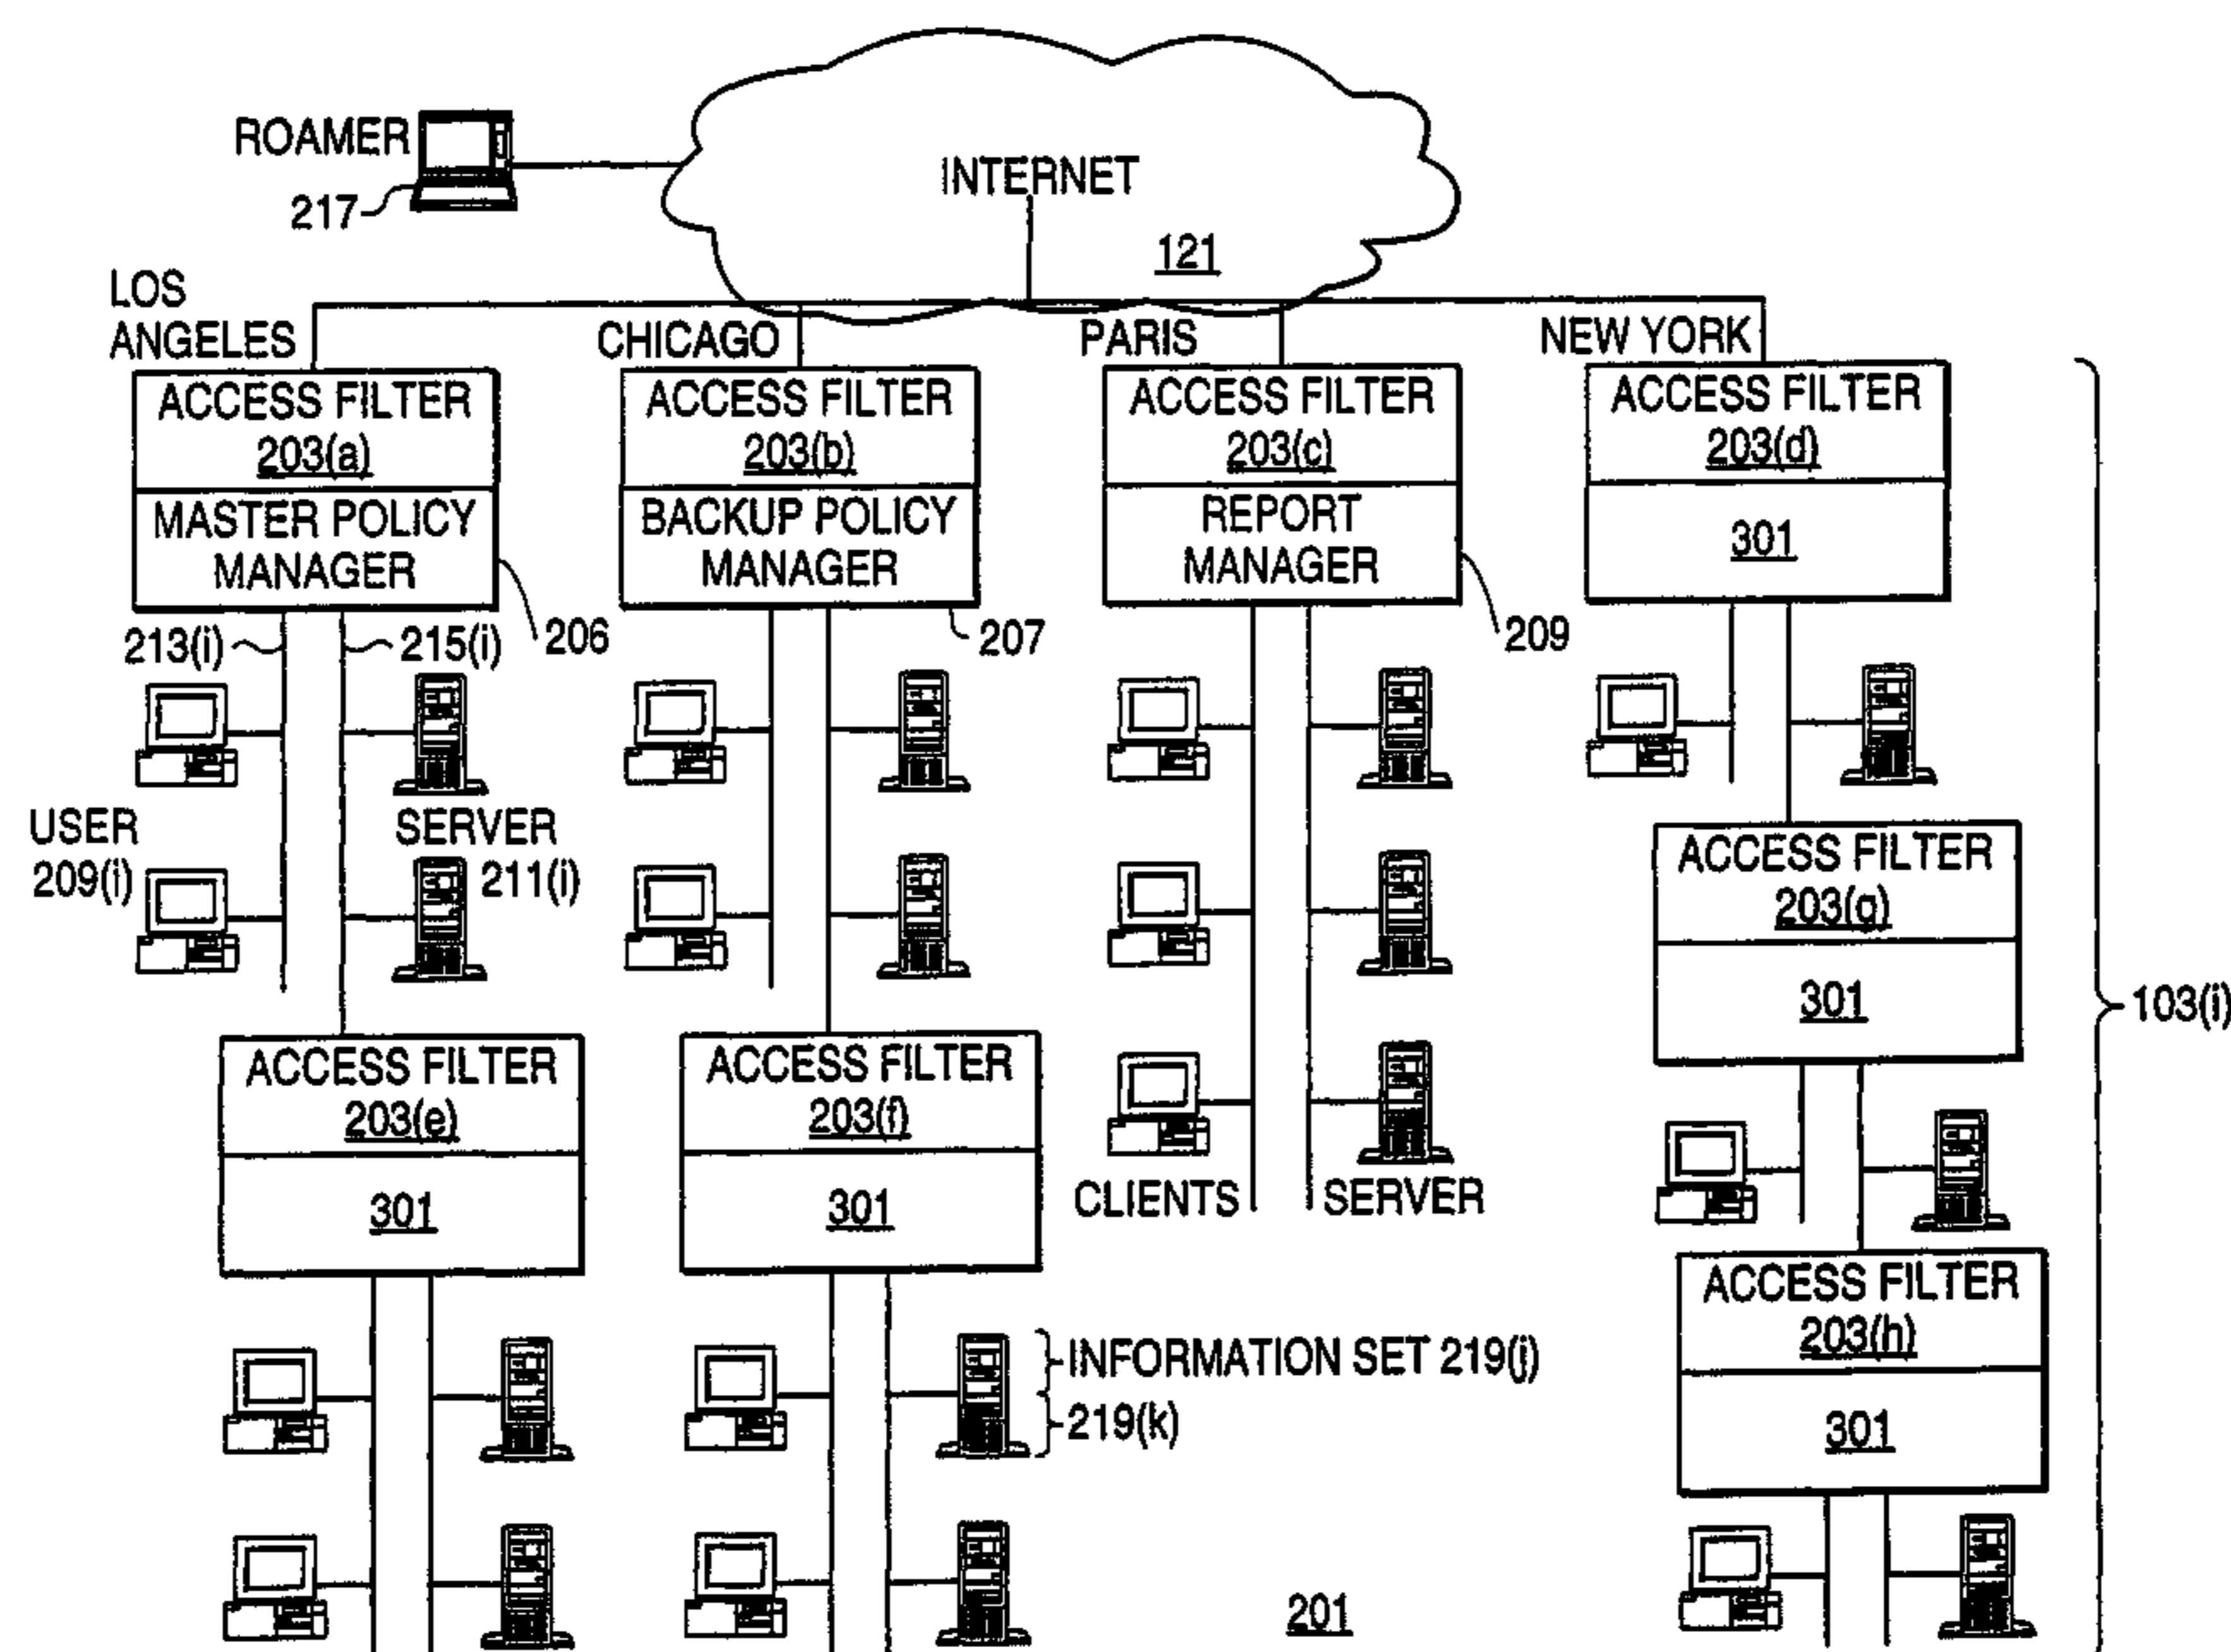 ROAMER
217
INTERNET
121
LOS
ANGELES
CHICAGO
PARIS
NEW YORK
ACCESS FILTER
203(a)
MASTER POLICY
MANAGER
206
ACCESS FILTER
203(b)
BACKUP POLICY
MANAGER
207
ACCESS FILTER
203(c)
REPORT
MANAGER
209
ACCESS FILTER
203(d)
301
213(i)
215(i)
USER
209(i)
SERVER
211(i)
ACCESS FILTER
203(g)
301
103(i)
ACCESS FILTER
203(e)
301
ACCESS FILTER
203(f)
301
CLIENTS
SERVER
ACCESS FILTER
203(h)
301
INFORMATION SET 219(j)
219(k)
201